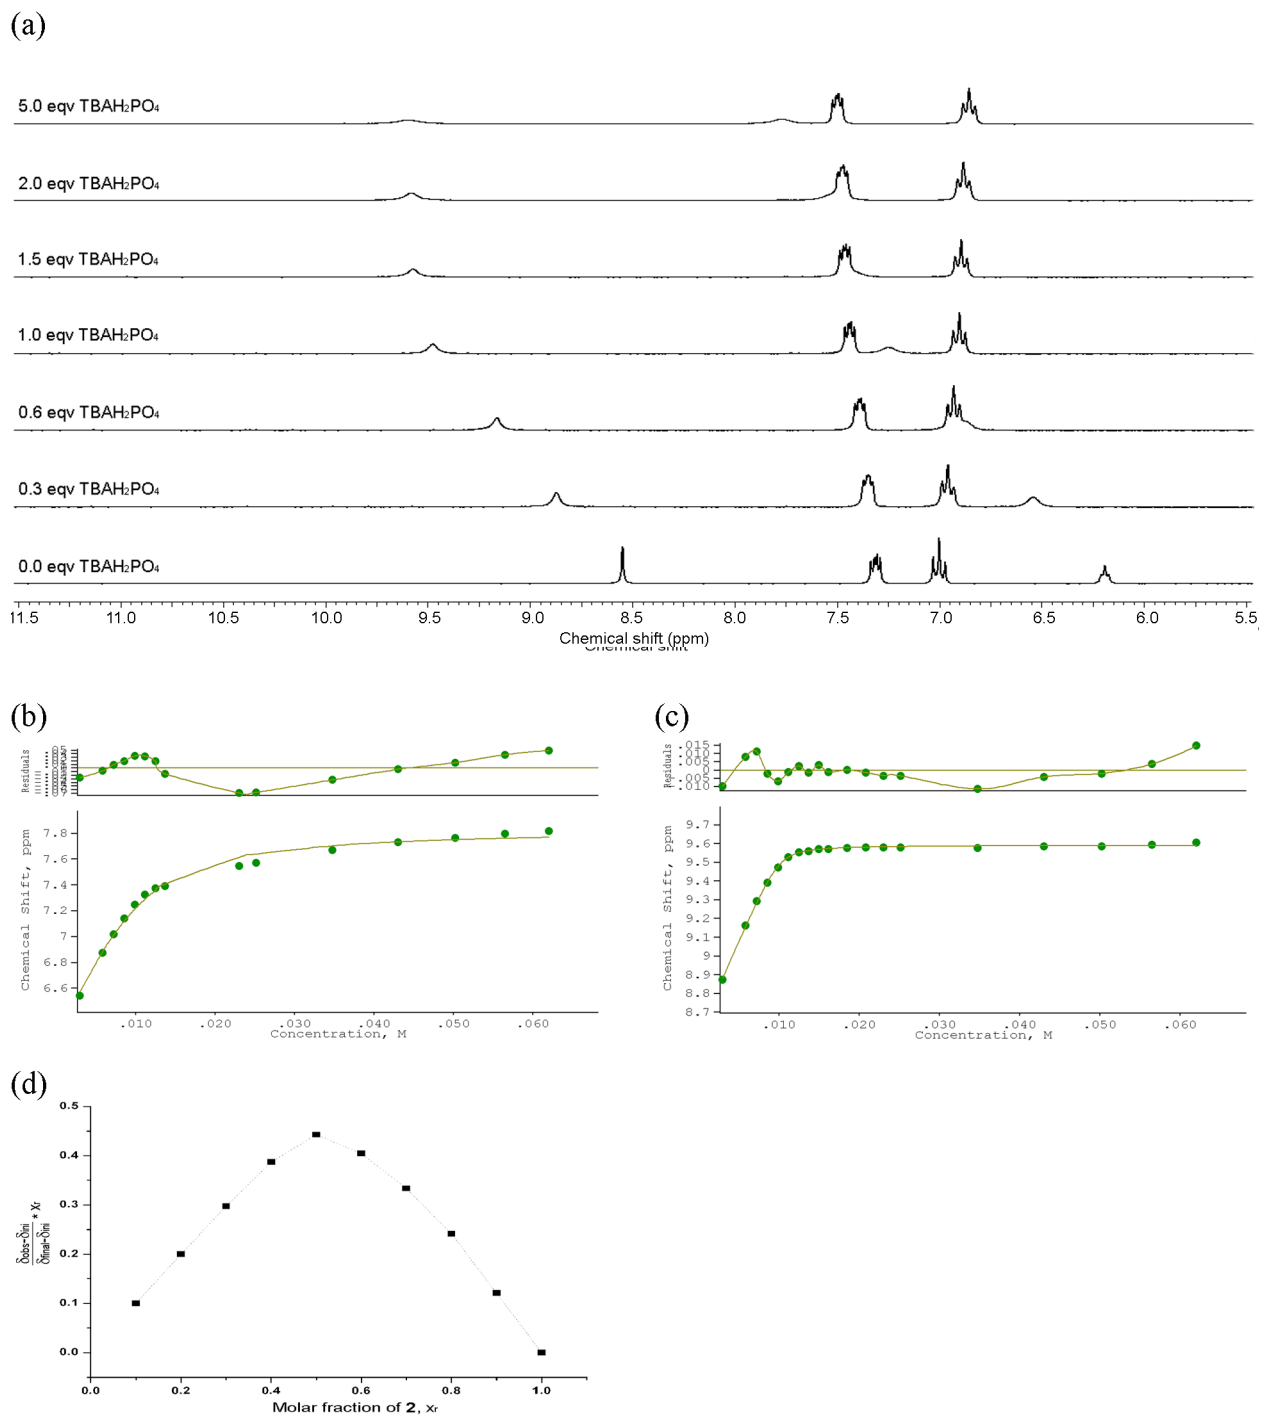 (a)
5.0 eqv TBAH₂PO₄
2.0 eqv TBAH₂PO₄
1.5 eqv TBAH₂PO₄
1.0 eqv TBAH₂PO₄
0.6 eqv TBAH₂PO₄
0.3 eqv TBAH₂PO₄
0.0 eqv TBAH₂PO₄
11.5 11.0 10.5 10.0 9.5 9.0 8.5 8.0 7.5 7.0 6.5 6.0 5.5
Chemical shift (ppm)
Chemical shift
(b)
Residuals
Chemical Shift, ppm
7.8
7.6
7.4
7.2
7
6.8
6.6
.010 .020 .030 .040 .050 .060
Concentration, M
(c)
Residuals
.015
.010
.005
0
-.005
-.010
Chemical Shift, ppm
9.7
9.6
9.5
9.4
9.3
9.2
9.1
9
8.9
8.8
8.7
.010 .020 .030 .040 .050 .060
Concentration, M
(d)
δobs-δini
δfinal-δini
* Xr
0.5
0.4
0.3
0.2
0.1
0.0
0.0 0.2 0.4 0.6 0.8 1.0
Molar fraction of 2, Xr